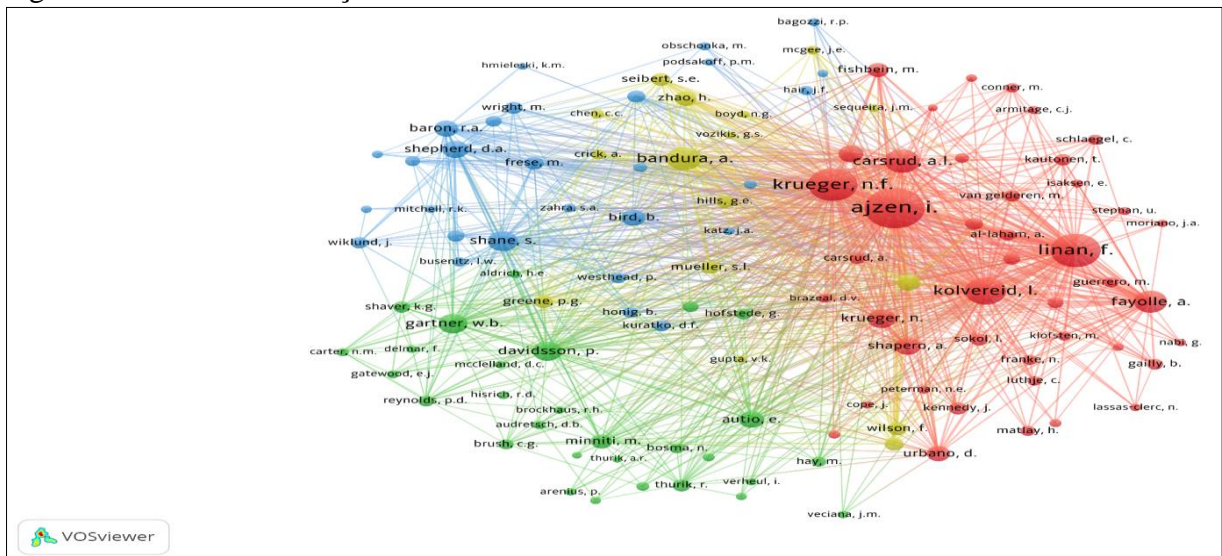 bagozzi, r.p.
obschonka, m.
mcgee, j.e.
hmieleski, k.m.
podsakoff, p.m.
fishbein, m.
seibert, s.e.
conner, m.
zhao, h.
hair, j.f.
wright, m.
sequeira, j.m.
armitage, c.j.
chen, c.c.
boyd, n.g.
baron, r.a.
vozikis, g.s.
schlaegel, c.
shepherd, d.a.
crick, a.
bandura, a.
carsrud, a.l.
kautonen, t.
frese, m.
krueger, n.f.
isaksen, e.
van gelderen, m.
hills, g.e.
ajzen, i.
mitchell, r.k.
zahra, s.a.
stephan, u.
bird, b.
moriano, j.a.
katz, j.a.
al-laham, a.
wiklund, j.
shane, s.
linan, f.
busenitz, l.w.
carsrud, a.
aldrich, h.e
westhead, p.
mueller, s.l.
guerrero, m.
kolvereid, l.
shaver, k.g.
greene, p.g.
brazeal, d.v.
fayolle, a.
honig, b.
hofstede, g.
gartner, w.b.
kuratko, d.f.
krueger, n.
klofsten, m.
sokol, l.
nabi, g.
carter, n.m.
delmar, f.
davidsson, p.
shapero, a.
gupta, v.k.
franke, n.
gailly, b.
mcclelland, d.c.
gatewood, e.j.
luthje, c.
peterman, n.e.
hisrich, r.d.
reynolds, p.d.
cope, j.
kennedy, j.
lassas-clerc, n.
brockhaus, r.h.
autio, e.
audretsch, d.b.
wilson, f.
matlay, h.
brush, c.g.
minniti, m.
bosma, n.
urbano, d.
thurik, a.r.
hay, m.
arenius, p.
thurik, r.
verheul, i.
veciana, j.m.
VOSviewer